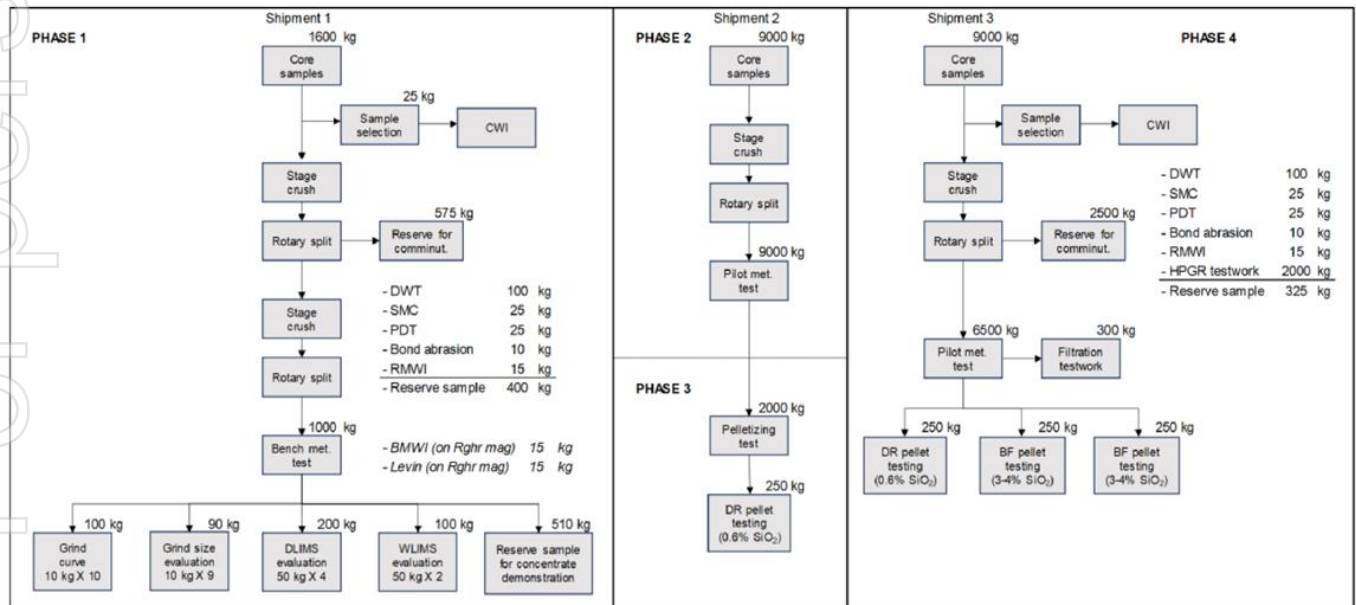 PHASE 1
Shipment 1
1600 kg
Core
samples
25 kg
Sample
selection
CWI
Stage
crush
575 kg
Rotary split
Reserve for
comminut.
- DWT 100 kg
- SMC 25 kg
- PDT 25 kg
- Bond abrasion 10 kg
- RMWI 15 kg
- Reserve sample 400 kg
Stage
crush
Rotary split
1000 kg
Bench met.
test
- BMWI (on Rghr mag) 15 kg
- Levin (on Rghr mag) 15 kg
100 kg
Grind
curve
10 kg X 10
90 kg
Grind size
evaluation
10 kg X 9
200 kg
DLIMS
evaluation
50 kg X 4
100 kg
WLIMS
evaluation
50 kg X 2
510 kg
Reserve sample
for concentrate
demonstration
PHASE 2
Shipment 2
9000 kg
Core
samples
Stage
crush
Rotary split
9000 kg
Pilot met.
test
PHASE 3
2000 kg
Pelletizing
test
250 kg
DR pellet
testing
(0.6% SiO₂)
Shipment 3
PHASE 4
9000 kg
Core
samples
Sample
selection
CWI
Stage
crush
2500 kg
Rotary split
Reserve for
comminut.
- DWT 100 kg
- SMC 25 kg
- PDT 25 kg
- Bond abrasion 10 kg
- RMWI 15 kg
- HPGR testwork 2000 kg
- Reserve sample 325 kg
6500 kg
Pilot met.
test
300 kg
Filtration
testwork
250 kg
DR pellet
testing
(0.6% SiO₂)
250 kg
BF pellet
testing
(3-4% SiO₂)
250 kg
BF pellet
testing
(3-4% SiO₂)